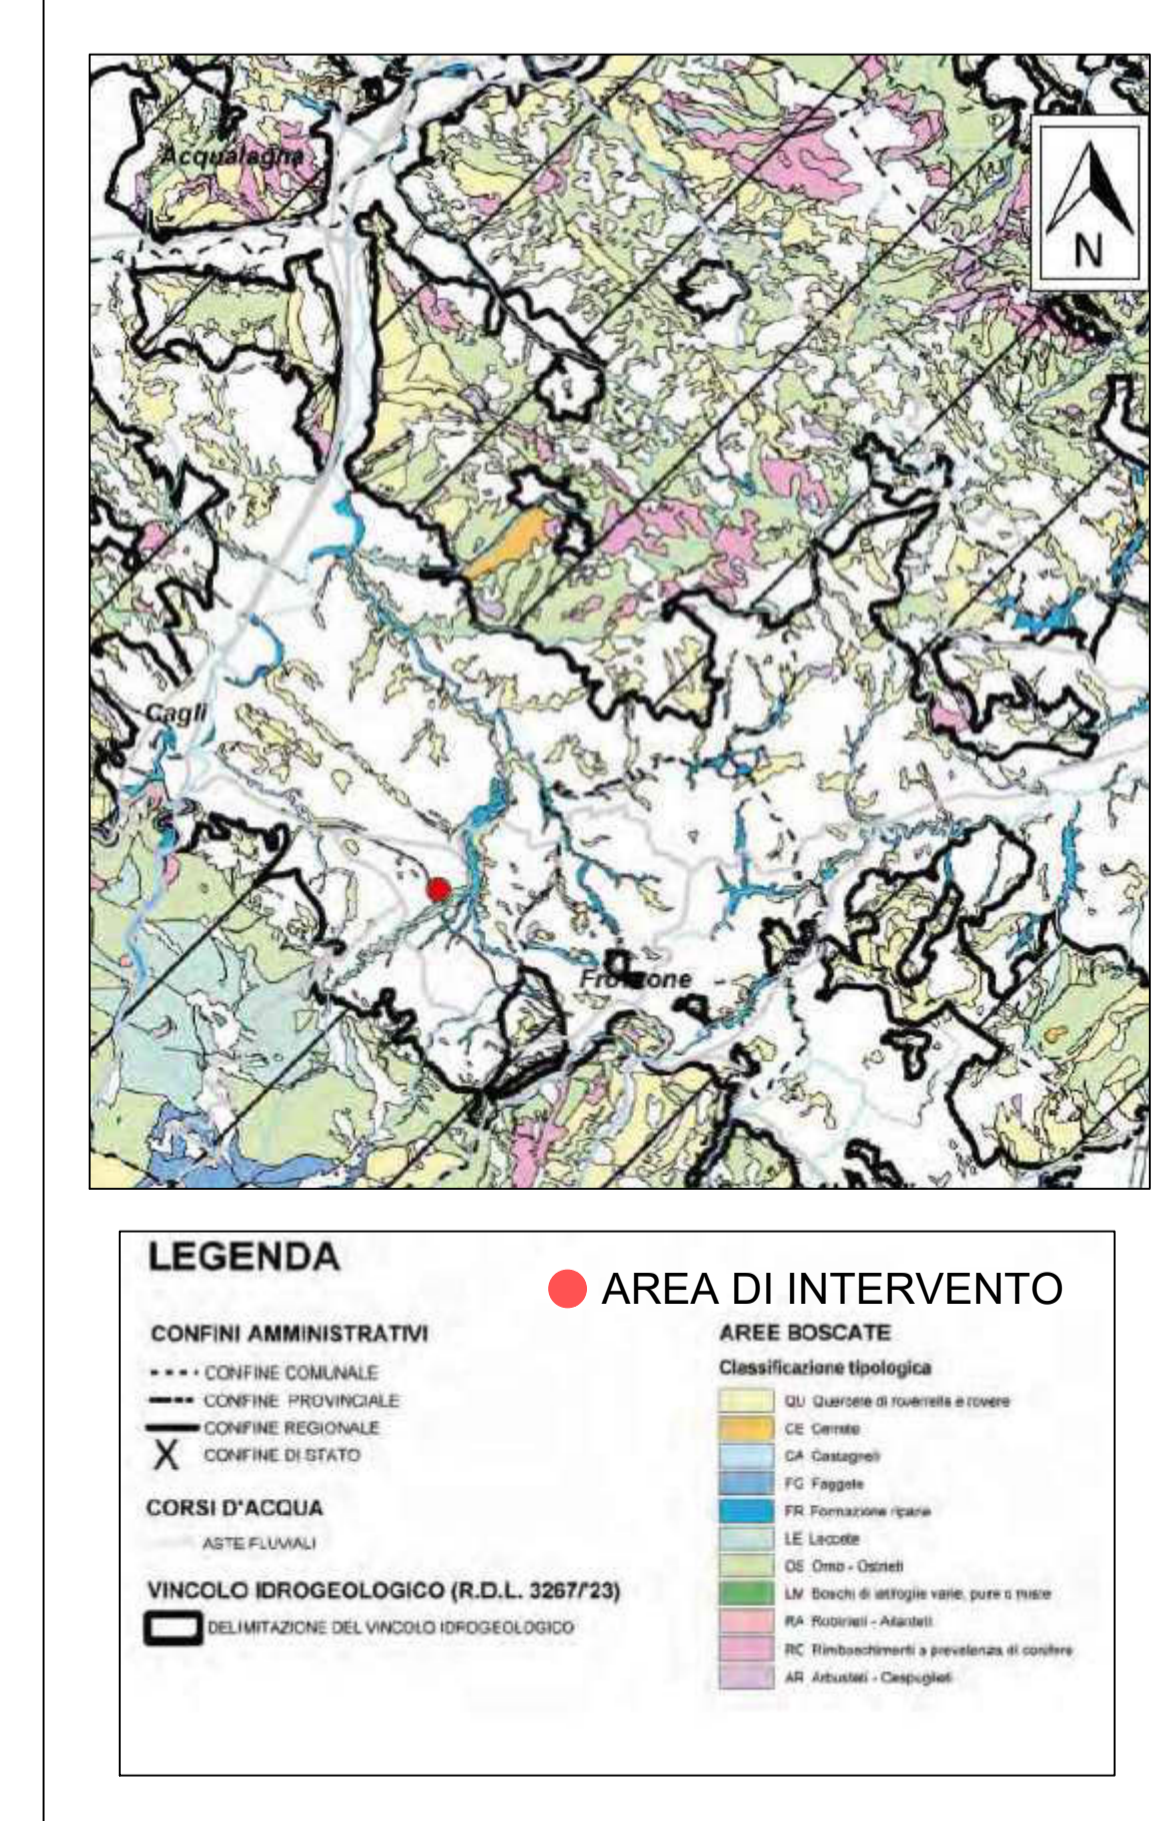 Acqualagna
N
Cagli
Frontone
LEGENDA
AREA DI INTERVENTO
CONFINI AMMINISTRATIVI
CONFINE COMUNALE
CONFINE PROVINCIALE
CONFINE REGIONALE
CONFINE DI STATO
CORSI D'ACQUA
ASTE FLUVIALI
VINCOLO IDROGEOLOGICO (R.D.L. 3267/'23)
DELIMITAZIONE DEL VINCOLO IDROGEOLOGICO
AREE BOSCATE
Classificazione tipologica
QU Querceti di roverella e rovere
CE Cerrete
CA Castagneti
FG Faggete
FR Formazione ripane
LE Leccete
OS Orno - Ostrieti
LM Boschi di latifoglie varie, pure o miste
RA Robinieti - Ailanteti
RC Rimboschimenti a prevalenza di conifere
AR Arbusteti - Cespuglieti